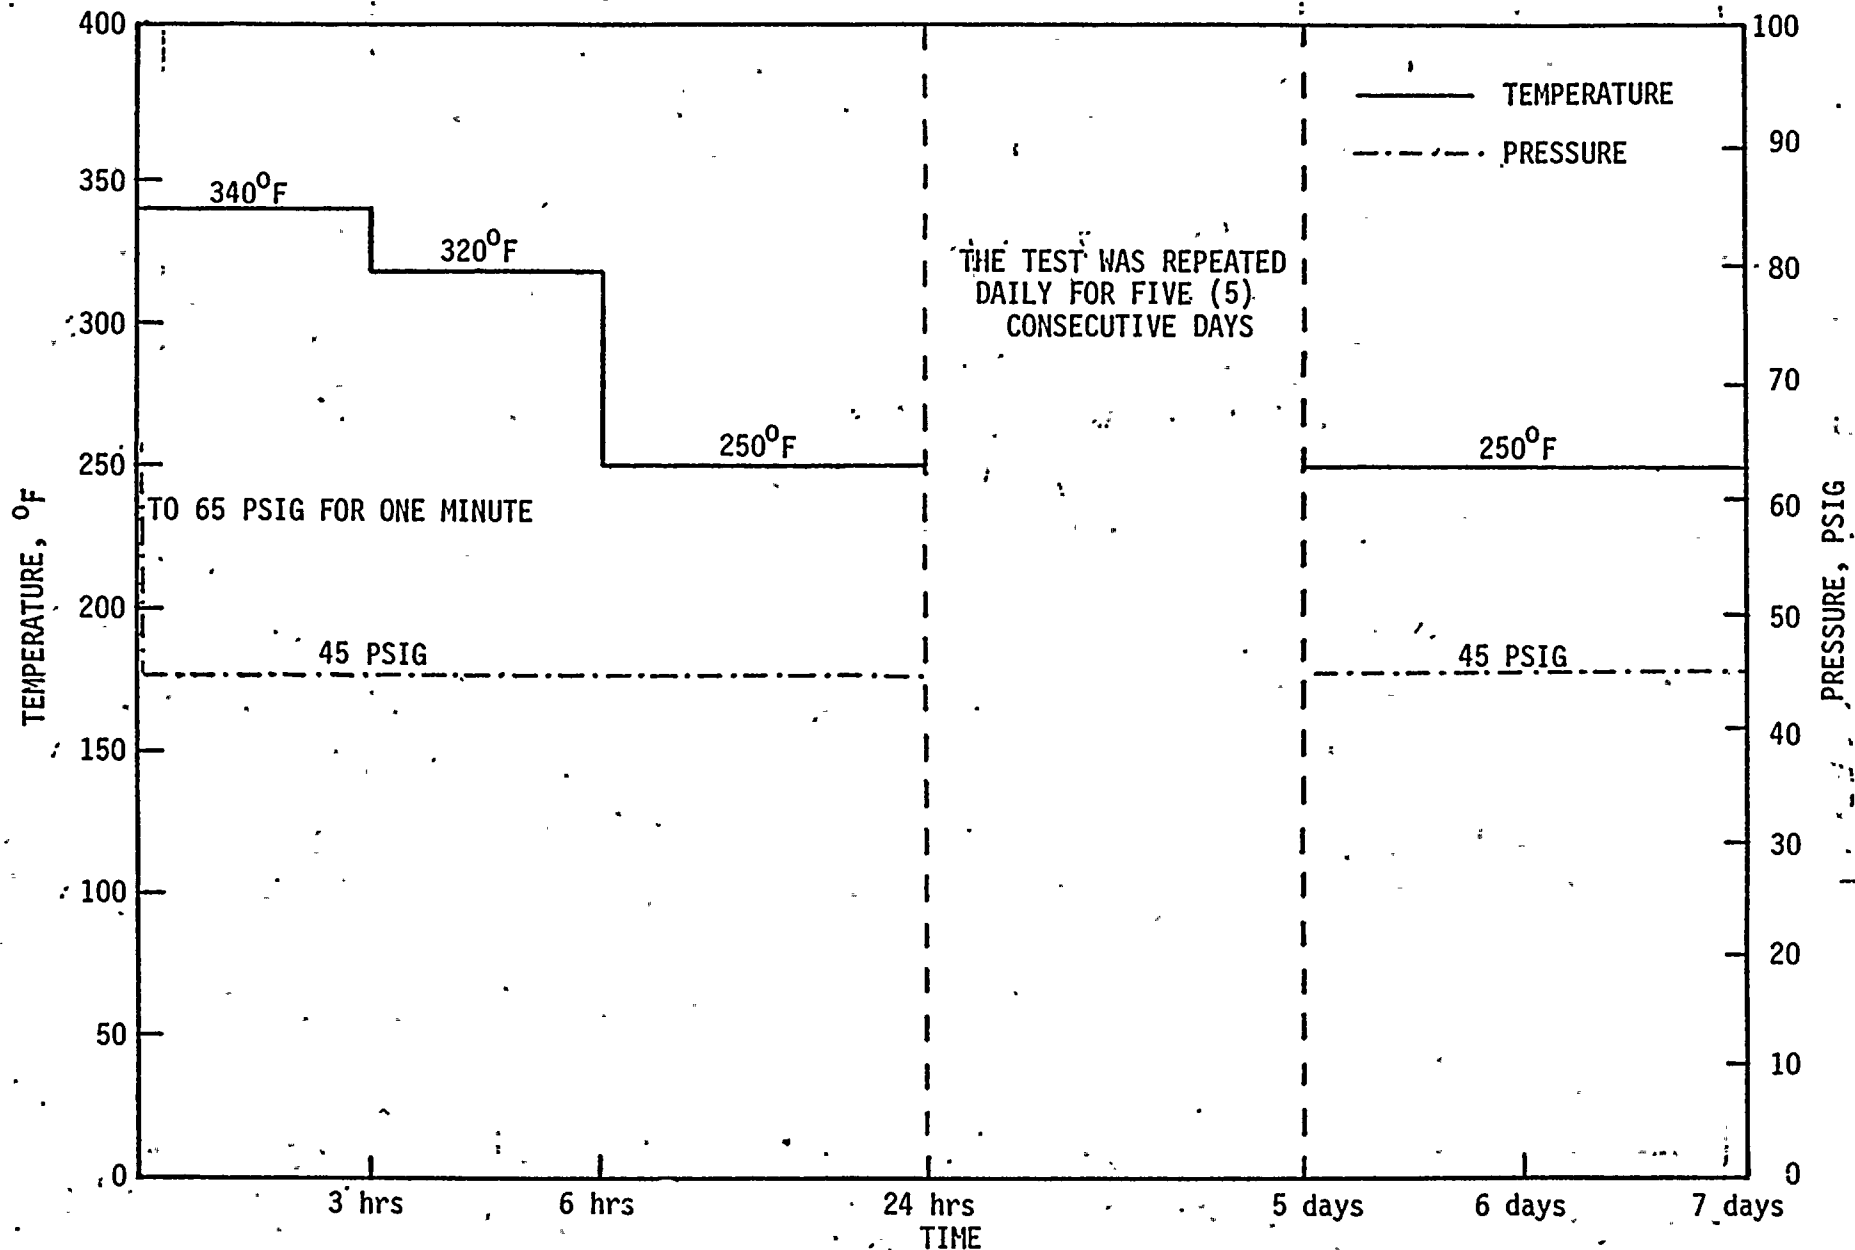 400
350
300
250
200
150
100
50
0
TEMPERATURE, °F
340°F
320°F
250°F
TO 65 PSIG FOR ONE MINUTE
45 PSIG
THE TEST WAS REPEATED
DAILY FOR FIVE (5)
CONSECUTIVE DAYS
TEMPERATURE
PRESSURE
250°F
45 PSIG
100
90
80
70
60
50
40
30
20
10
0
PRESSURE, PSIG
3 hrs
6 hrs
24 hrs
5 days
6 days
7 days
TIME